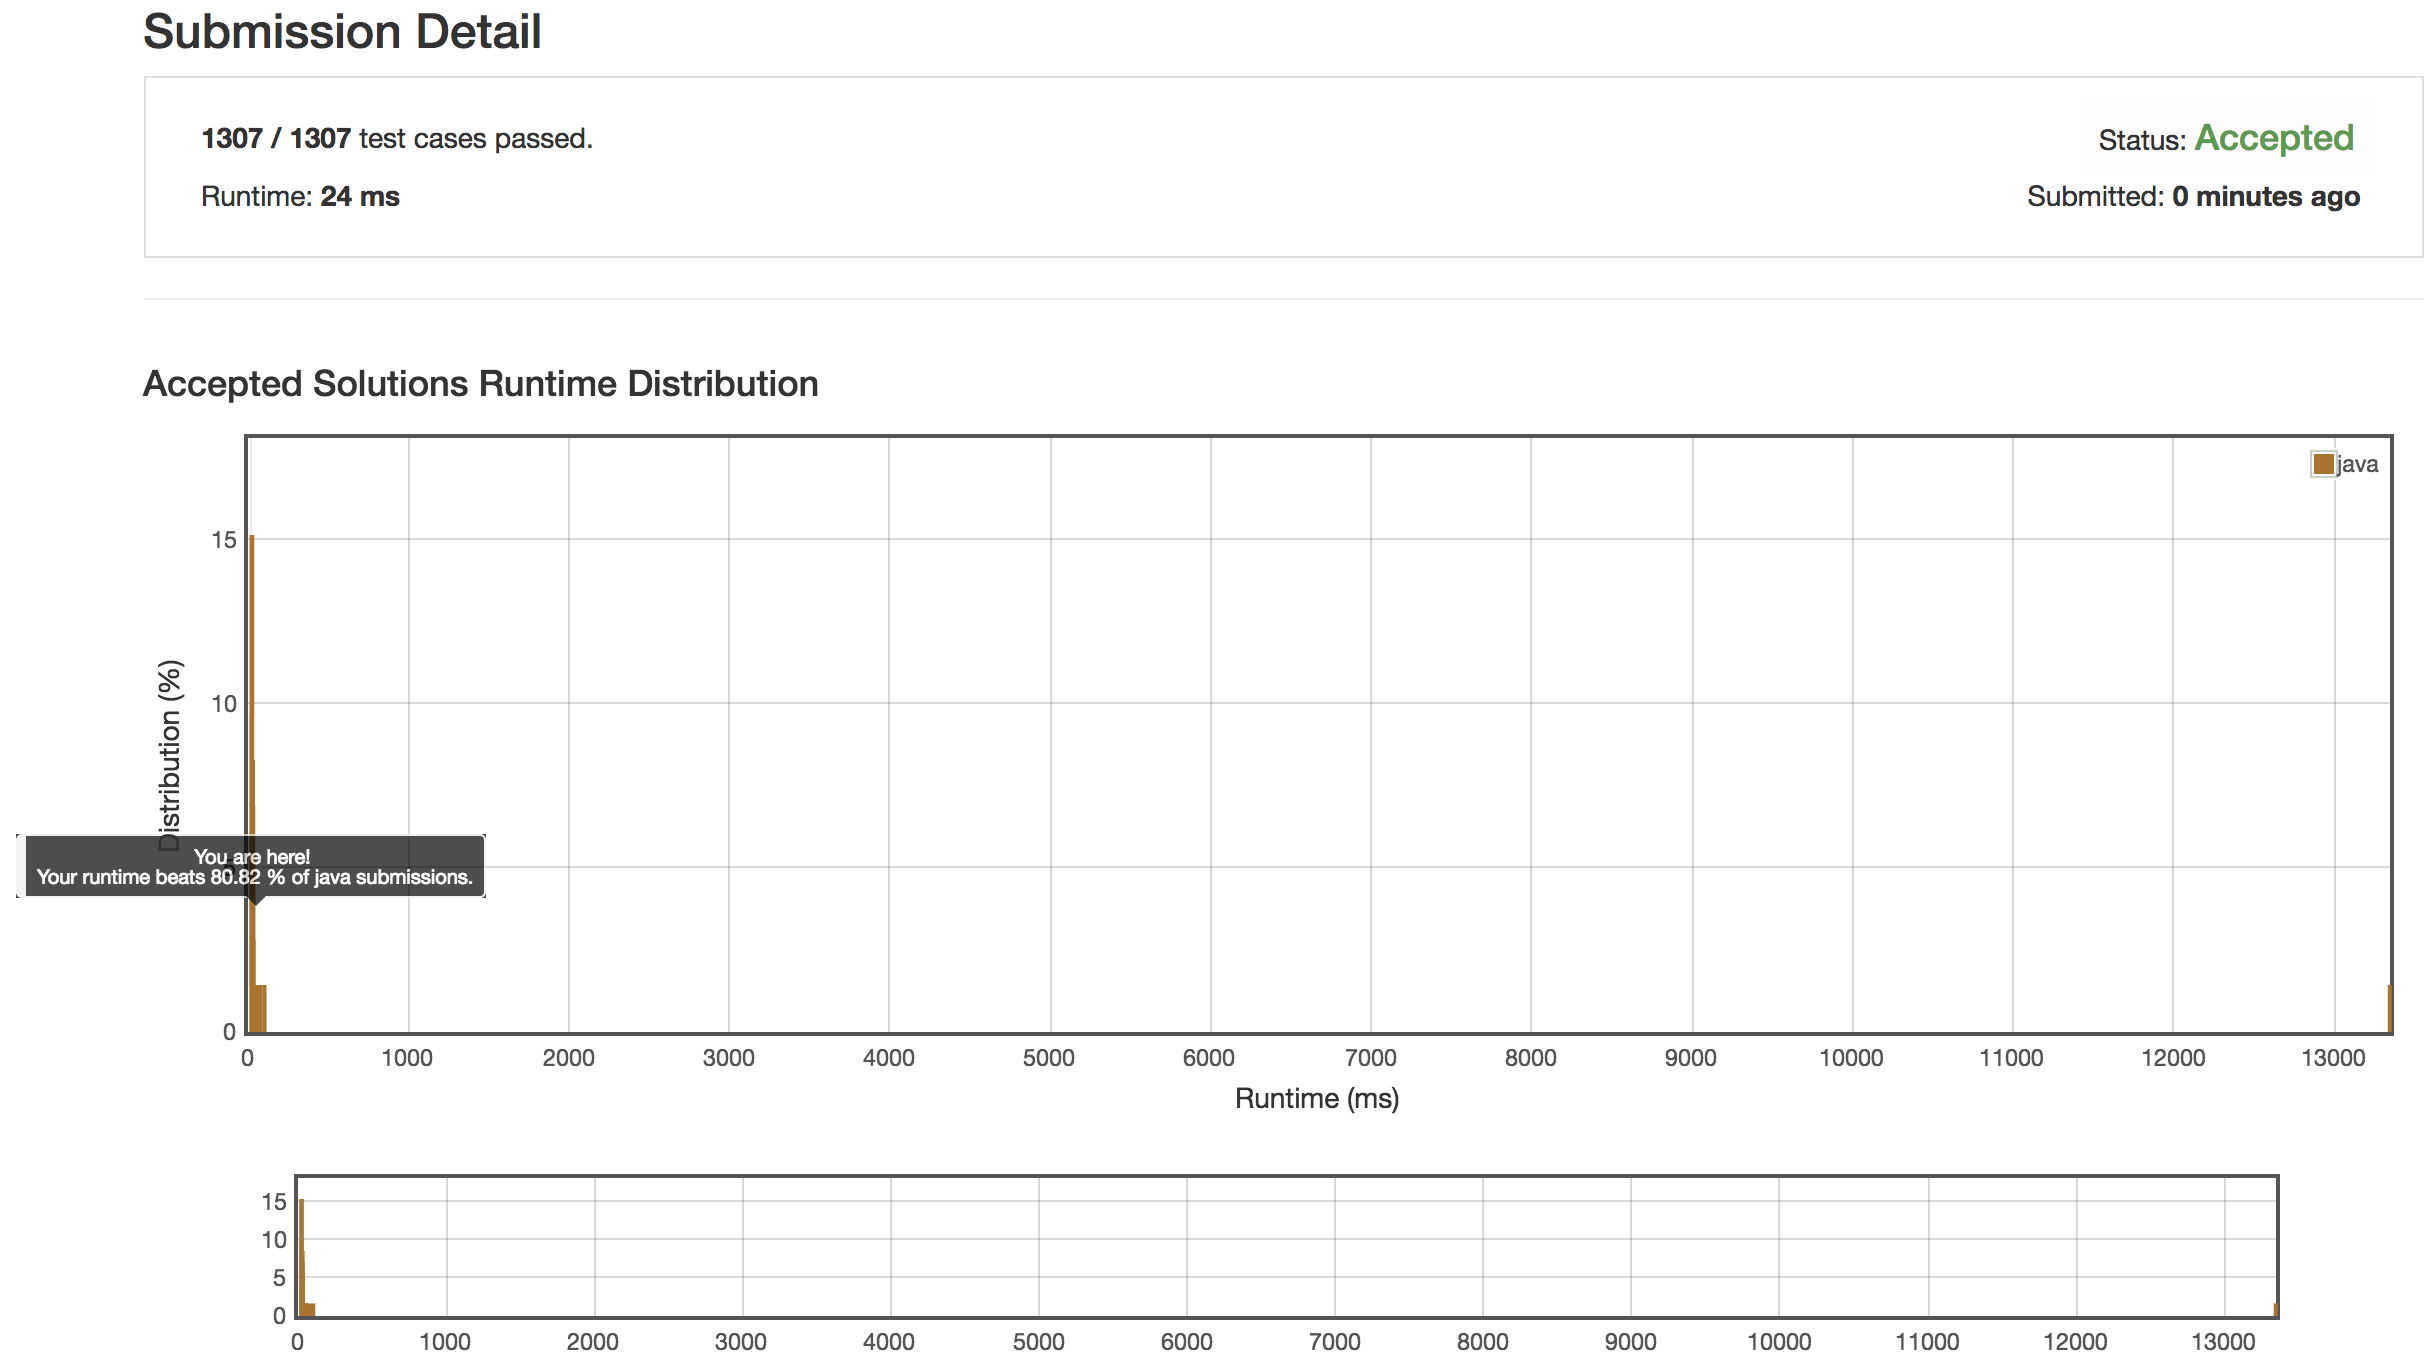 Submission Detail
1307 / 1307 test cases passed.
Status: Accepted
Runtime: 24 ms
Submitted: 0 minutes ago
Accepted Solutions Runtime Distribution
java
15
10
5
0
Distribution (%)
You are here!
Your runtime beats 80.82 % of java submissions.
0 1000 2000 3000 4000 5000 6000 7000 8000 9000 10000 11000 12000 13000
Runtime (ms)
15
10
5
0
0 1000 2000 3000 4000 5000 6000 7000 8000 9000 10000 11000 12000 13000